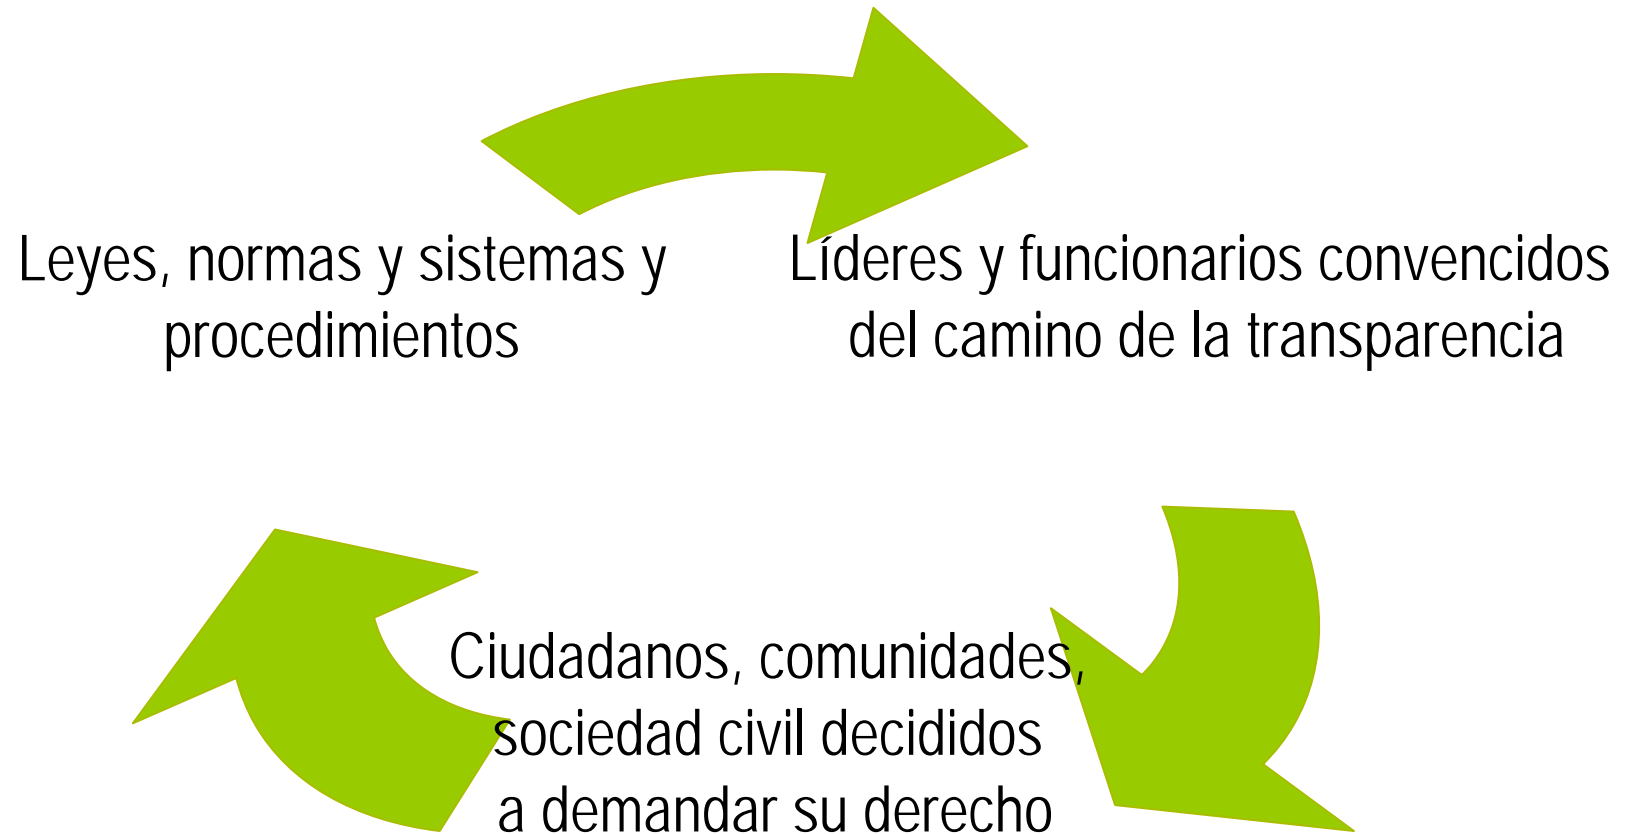 Leyes, normas y sistemas y
procedimientos
Líderes y funcionarios convencidos
del camino de la transparencia
Ciudadanos, comunidades,
sociedad civil decididos
a demandar su derecho